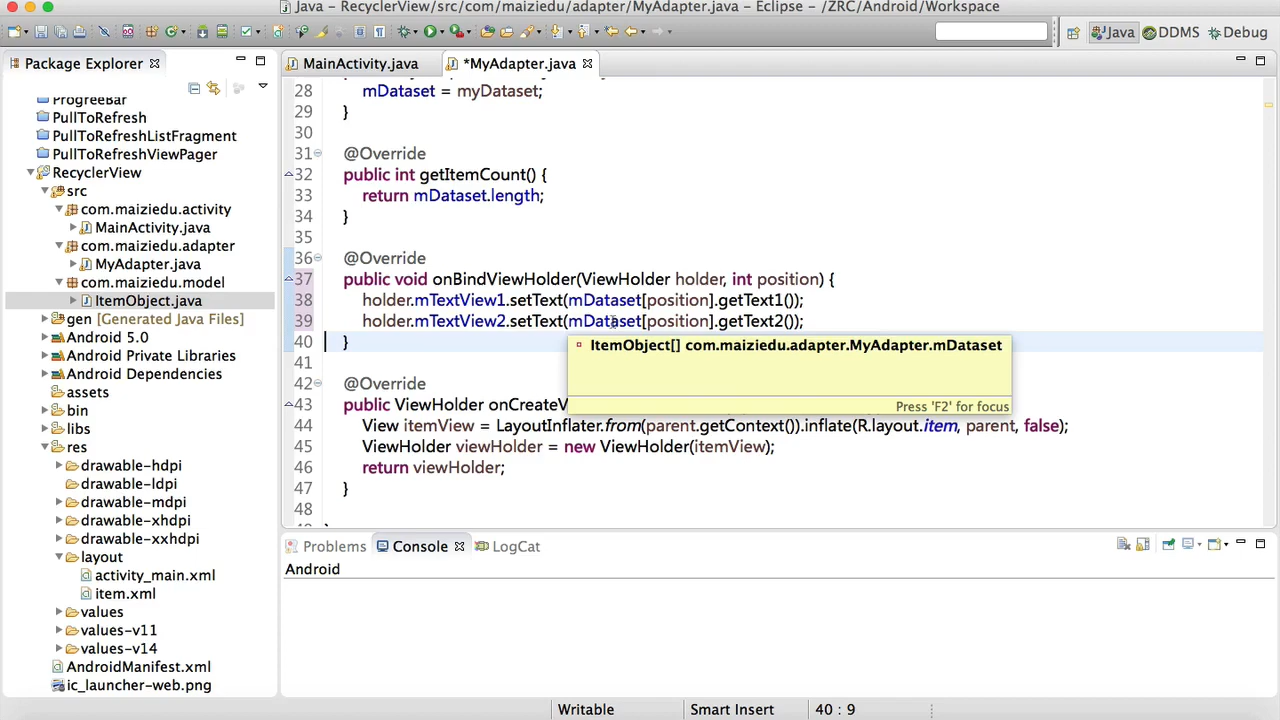 Java – RecyclerView/src/com/maiziedu/adapter/MyAdapter.java – Eclipse – /ZRC/Android/Workspace
Java
DDMS
Debug
Package Explorer
ProgreeBar
PullToRefresh
PullToRefreshListFragment
PullToRefreshViewPager
RecyclerView
src
com.maiziedu.activity
MainActivity.java
com.maiziedu.adapter
MyAdapter.java
com.maiziedu.model
ItemObject.java
gen [Generated Java Files]
Android 5.0
Android Private Libraries
Android Dependencies
assets
bin
libs
res
drawable-hdpi
drawable-ldpi
drawable-mdpi
drawable-xhdpi
drawable-xxhdpi
layout
activity_main.xml
item.xml
values
values-v11
values-v14
AndroidManifest.xml
ic_launcher-web.png
MainActivity.java
*MyAdapter.java
28 mDataset = myDataset;
29 }
30
31 @Override
32 public int getItemCount() {
33 return mDataset.length;
34 }
35
36 @Override
37 public void onBindViewHolder(ViewHolder holder, int position) {
38 holder.mTextView1.setText(mDataset[position].getText1());
39 holder.mTextView2.setText(mDataset[position].getText2());
40 }
41
42 @Override
43 public ViewHolder onCreateV
44 View itemView = LayoutInflater.from(parent.getContext()).inflate(R.layout.item, parent, false);
45 ViewHolder viewHolder = new ViewHolder(itemView);
46 return viewHolder;
47 }
48
ItemObject[] com.maiziedu.adapter.MyAdapter.mDataset
Press 'F2' for focus
Problems
Console
LogCat
Android
Writable
Smart Insert
40 : 9